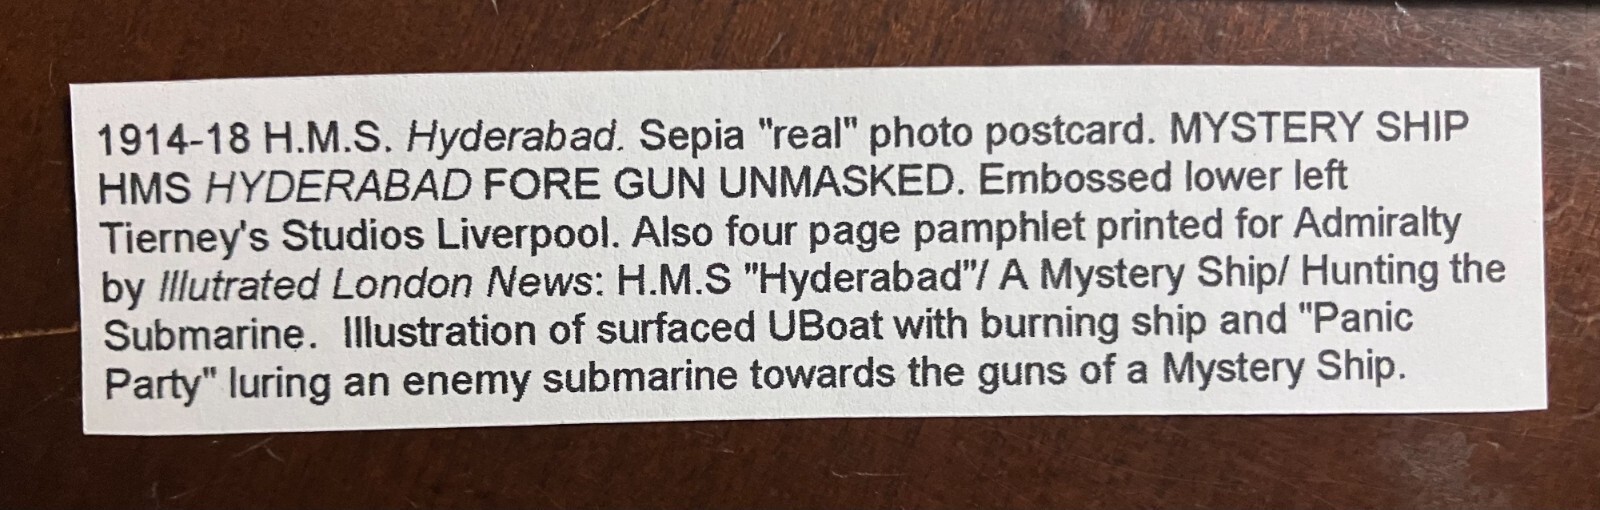 1914-18 H.M.S. Hyderabad. Sepia "real" photo postcard. MYSTERY SHIP
HMS HYDERABAD FORE GUN UNMASKED. Embossed lower left
Tierney's Studios Liverpool. Also four page pamphlet printed for Admiralty
by Illutrated London News: H.M.S "Hyderabad"/ A Mystery Ship/ Hunting the
Submarine.  Illustration of surfaced UBoat with burning ship and "Panic
Party" luring an enemy submarine towards the guns of a Mystery Ship.